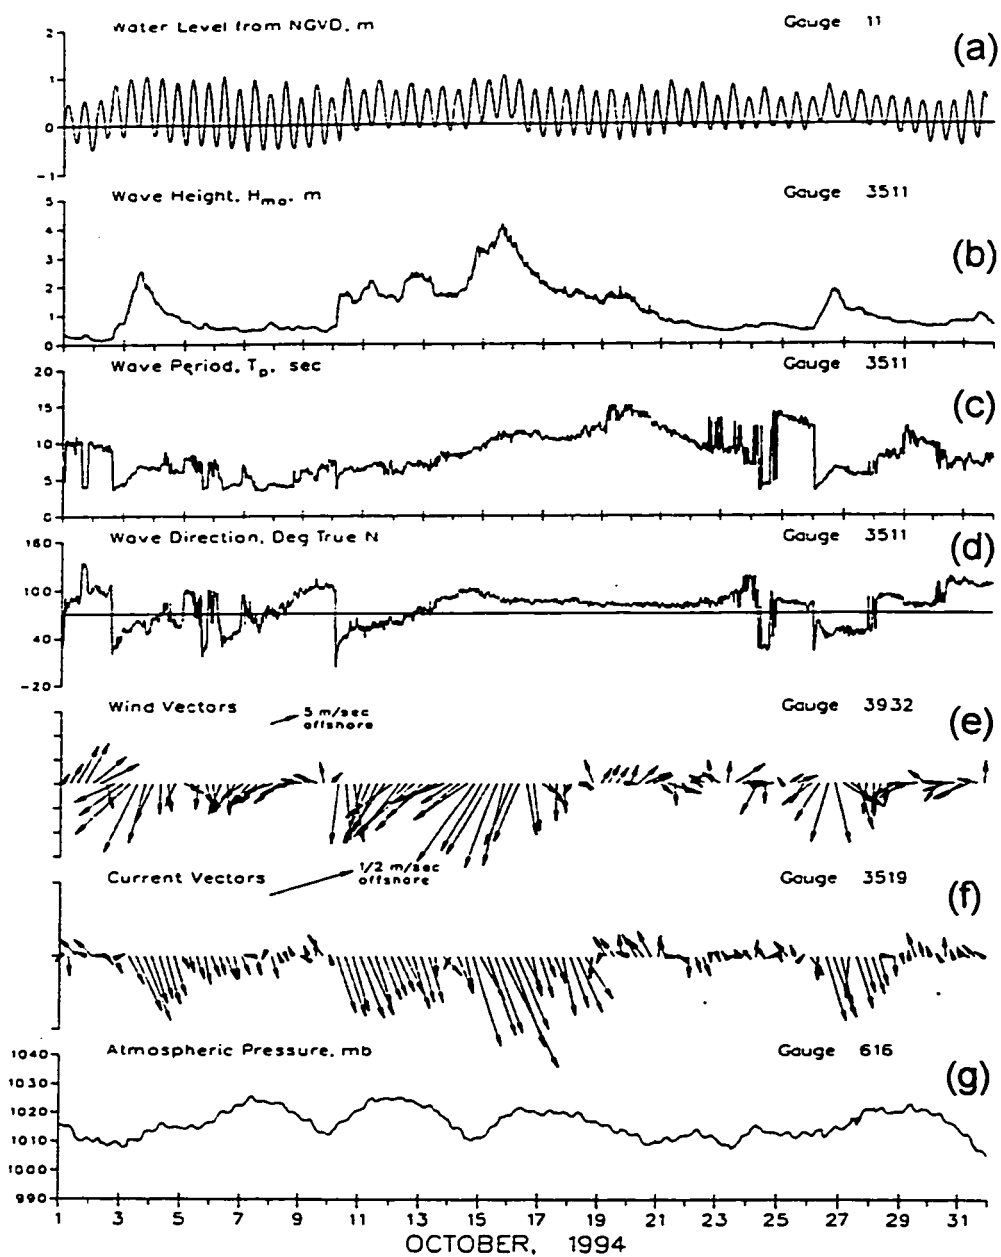 Water Level from NGVD, m Gauge 11 (a)
2
1
0
-1
Wave Height, Hmo, m Gauge 3511 (b)
5
4
3
2
1
0
Wave Period, Tp, sec Gauge 3511 (c)
20
15
10
5
0
Wave Direction, Deg True N Gauge 3511 (d)
160
100
40
-20
Wind Vectors Gauge 3932 (e)
5 m/sec
offshore
Current Vectors Gauge 3519 (f)
1/2 m/sec
offshore
Atmospheric Pressure, mb Gauge 616 (g)
1040
1030
1020
1010
1000
990
1 3 5 7 9 11 13 15 17 19 21 23 25 27 29 31
OCTOBER, 1994